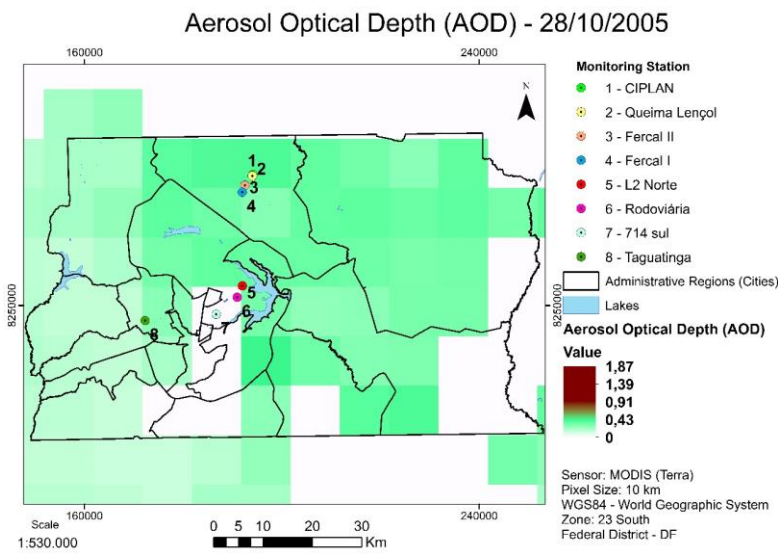 Aerosol Optical Depth (AOD) - 28/10/2005
160000
240000
N
8250000
8250000
1
2
3
4
5
6
8
160000
240000
Scale
1:530.000
0 5 10 20 30
Km
Monitoring Station
1 - CIPLAN
2 - Queima Lençol
3 - Fercal II
4 - Fercal I
5 - L2 Norte
6 - Rodoviária
7 - 714 sul
8 - Taguatinga
Administrative Regions (Cities)
Lakes
Aerosol Optical Depth (AOD)
Value
1,87
1,39
0,91
0,43
0
Sensor: MODIS (Terra)
Pixel Size: 10 km
WGS84 - World Geographic System
Zone: 23 South
Federal District - DF